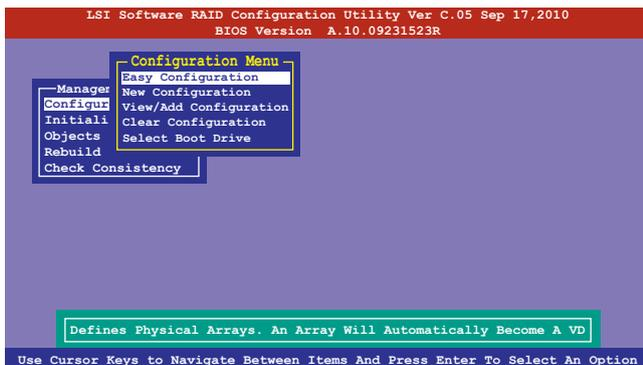 LSI Software RAID Configuration Utility Ver C.05 Sep 17,2010
BIOS Version A.10.09231523R
Configuration Menu
Easy Configuration
New Configuration
View/Add Configuration
Clear Configuration
Select Boot Drive
Managem
Configur
Initiali
Objects
Rebuild
Check Consistency
Defines Physical Arrays. An Array Will Automatically Become A VD
Use Cursor Keys to Navigate Between Items And Press Enter To Select An Option